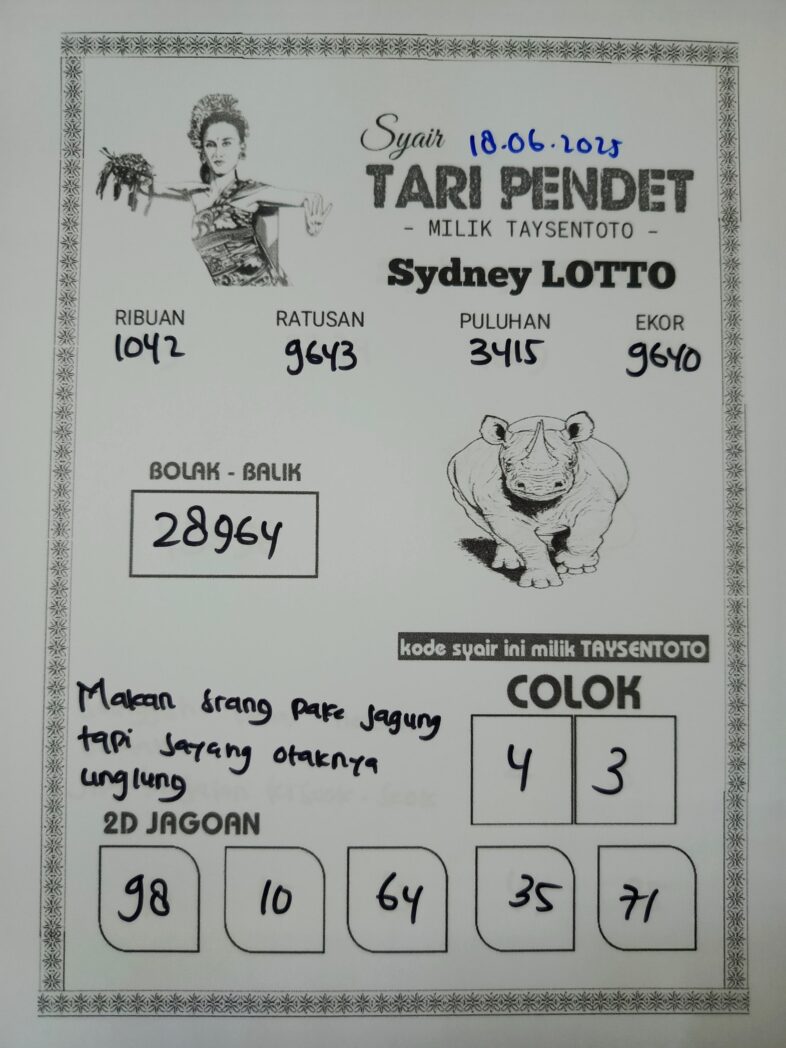 Syair 18.06.2025
TARI PENDET
- MILIK TAYSENTOTO -
Sydney LOTTO
RIBUAN RATUSAN PULUHAN EKOR
1042 9643 3415 9640
BOLAK - BALIK
28964
kode syair ini milik TAYSENTOTO
COLOK
4 3
Makan srang pake jagung
tapi sayang otaknya
unglung
2D JAGOAN
98 10 64 35 71